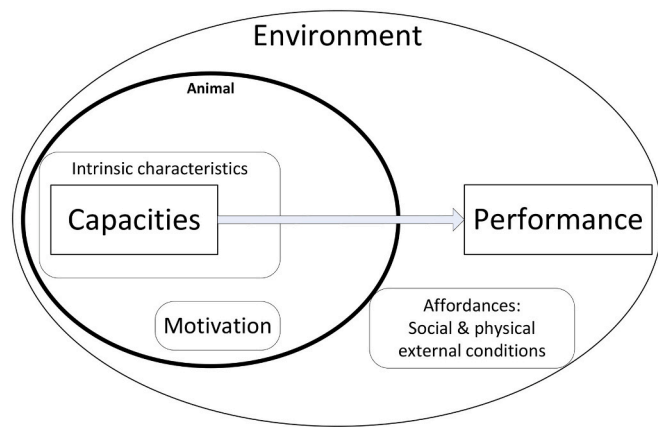 Environment
Animal
Intrinsic characteristics
Capacities
Performance
Motivation
Affordances:
Social & physical
external conditions